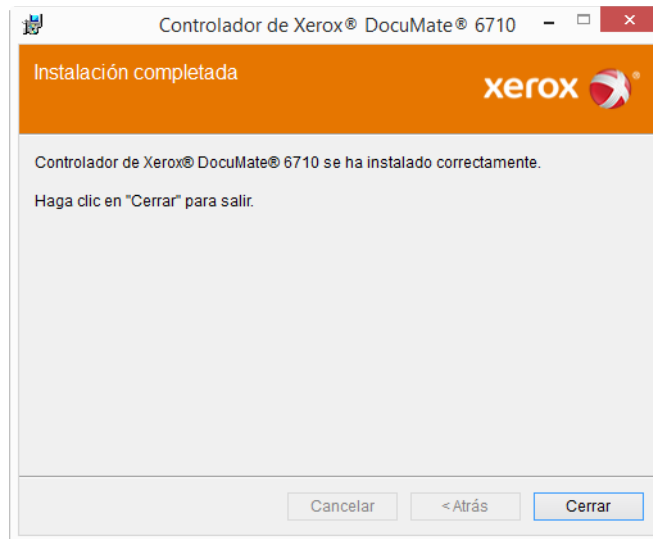 Controlador de Xerox® DocuMate® 6710
Instalación completada
xerox
Controlador de Xerox® DocuMate® 6710 se ha instalado correctamente.
Haga clic en "Cerrar" para salir.
Cancelar
< Atrás
Cerrar